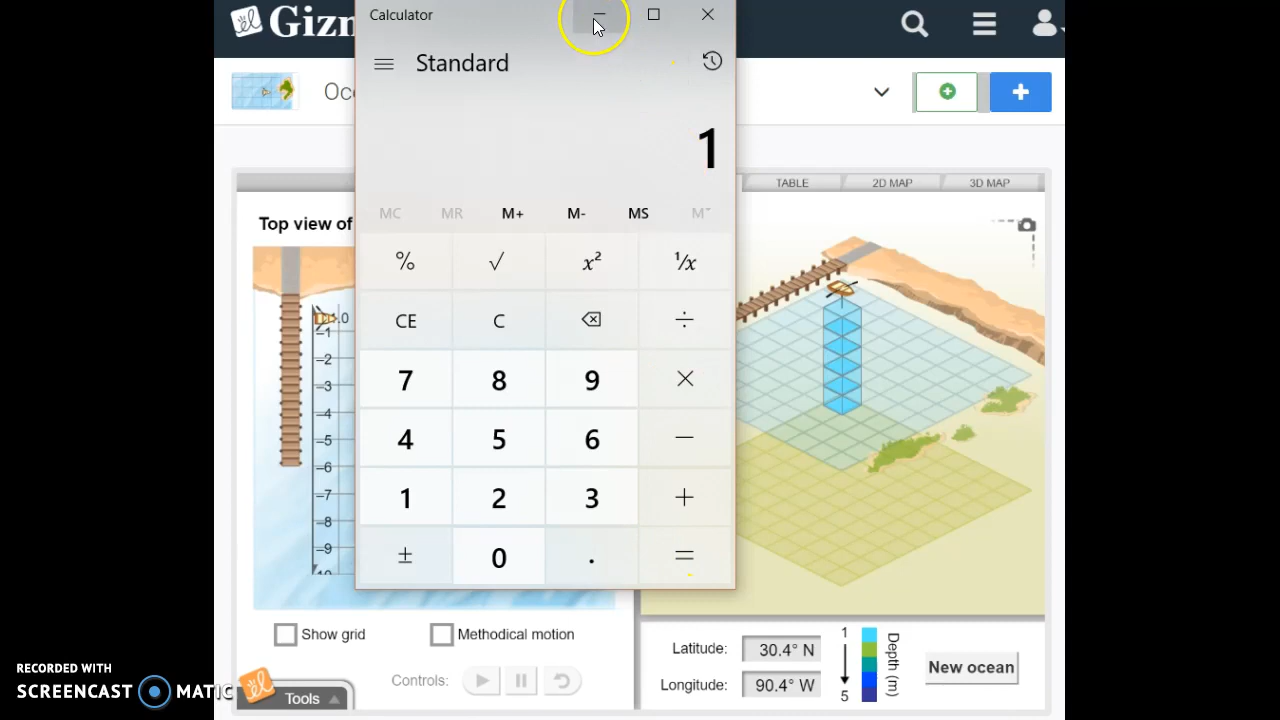 Gizm
Calculator
Standard
1
Oc
MC MR M+ M- MS M˅
% √ x² ¹/x
CE C ÷
7 8 9 ×
4 5 6 −
1 2 3 +
± 0 . =
Top view of
.0
−1
−2
−3
−4
−5
−6
−7
−8
−9
TABLE 2D MAP 3D MAP
Show grid Methodical motion
Controls:
Tools
Latitude: 30.4° N
Longitude: 90.4° W
1
5
Depth (m)
New ocean
RECORDED WITH
SCREENCAST MATIC